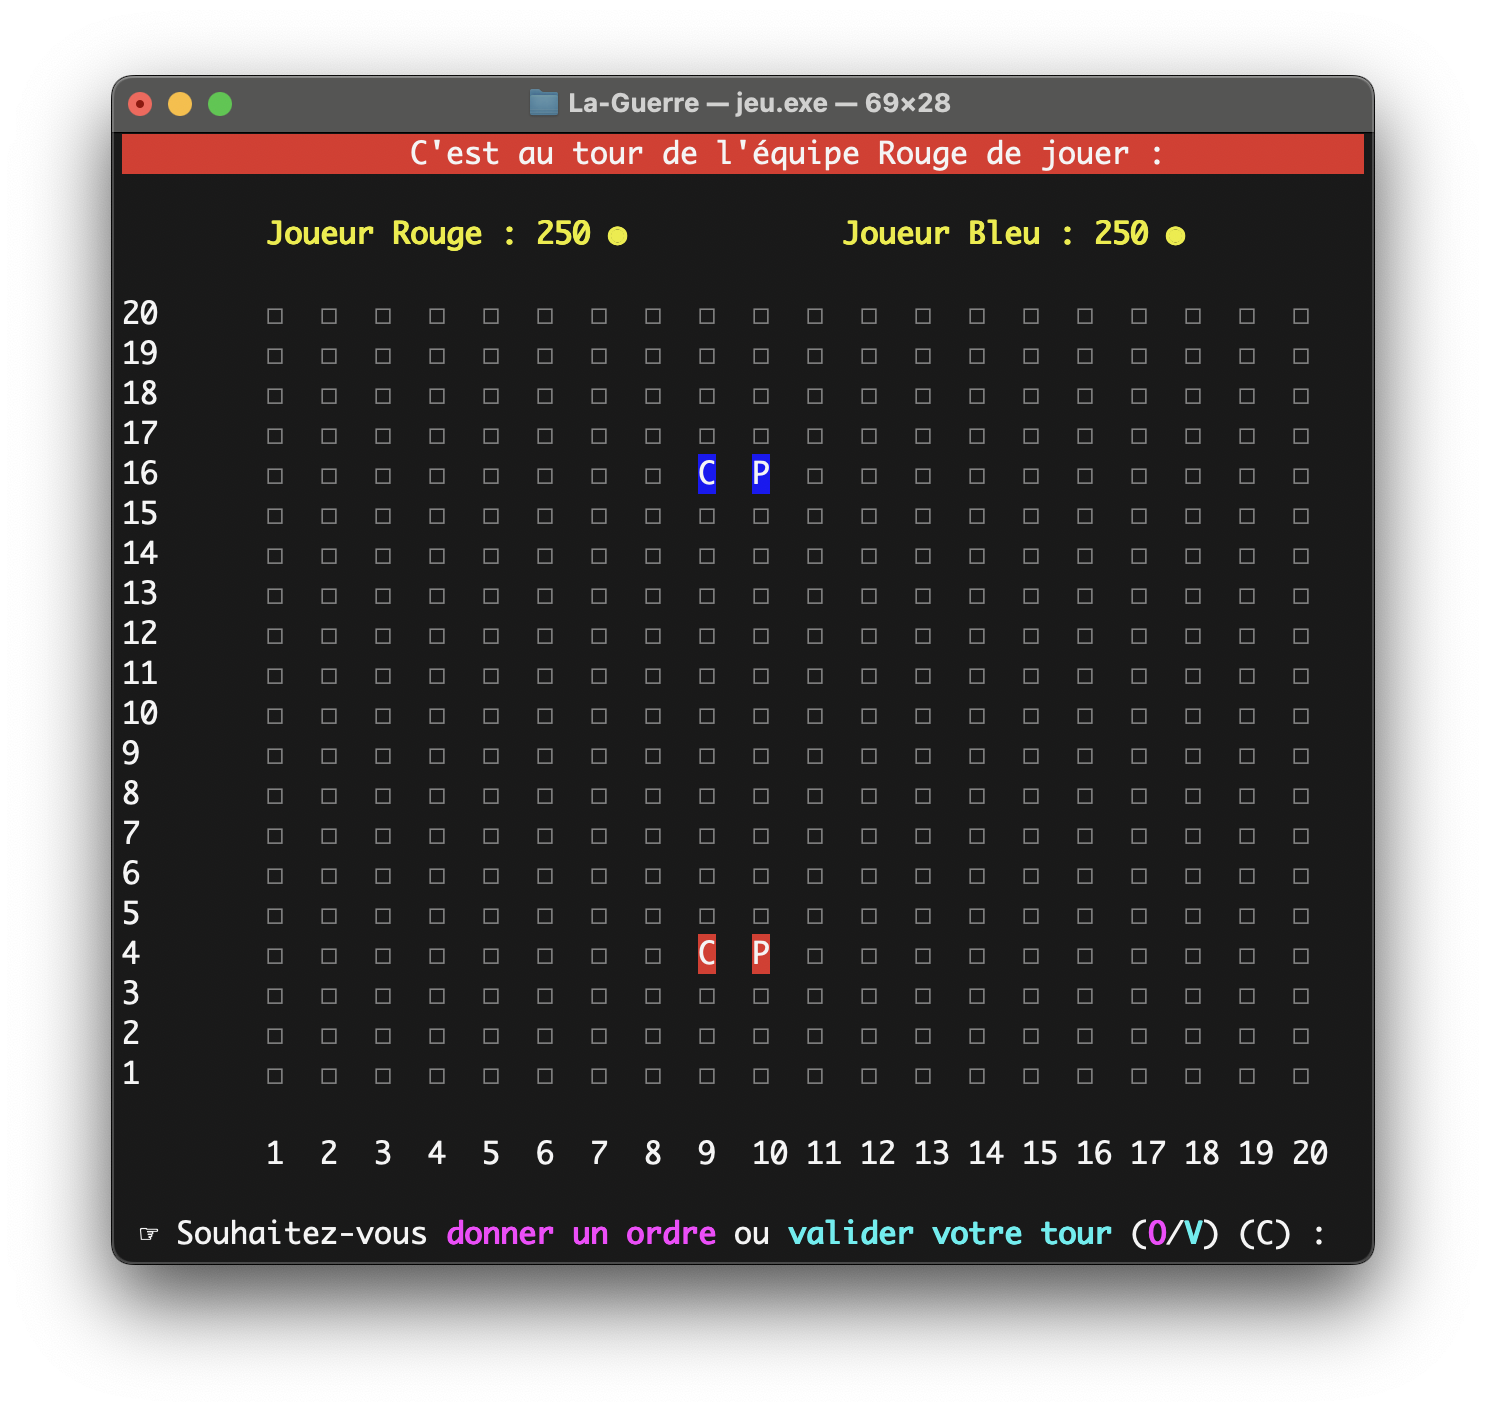 La-Guerre — jeu.exe — 69×28
C'est au tour de l'équipe Rouge de jouer :
Joueur Rouge : 250 Joueur Bleu : 250
20
19
18
17
16 C P
15
14
13
12
11
10
9
8
7
6
5
4 C P
3
2
1
1 2 3 4 5 6 7 8 9 10 11 12 13 14 15 16 17 18 19 20
☞ Souhaitez-vous donner un ordre ou valider votre tour (O/V) (C) :